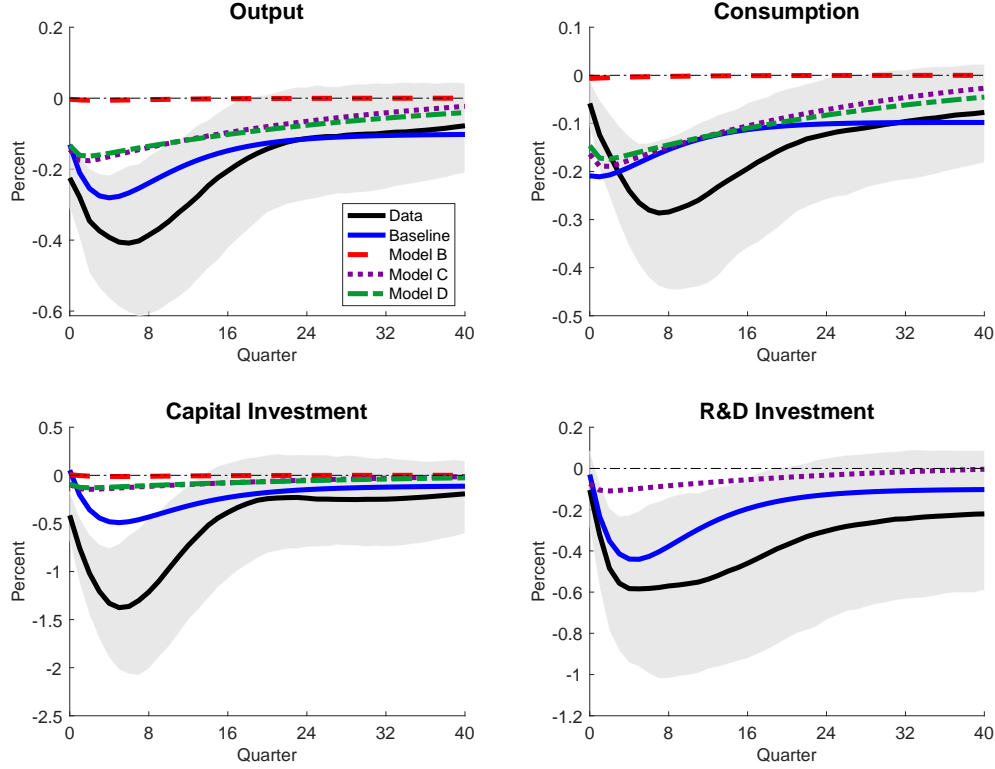 Output
0.2
0
-0.2
-0.4
-0.6
Percent
0 8 16 24 32 40
Quarter
Data
Baseline
Model B
Model C
Model D
Consumption
0.1
0
-0.1
-0.2
-0.3
-0.4
-0.5
Percent
0 8 16 24 32 40
Quarter
Capital Investment
0.5
0
-0.5
-1
-1.5
-2
-2.5
Percent
0 8 16 24 32 40
Quarter
R&D Investment
0.2
0
-0.2
-0.4
-0.6
-0.8
-1
-1.2
Percent
0 8 16 24 32 40
Quarter